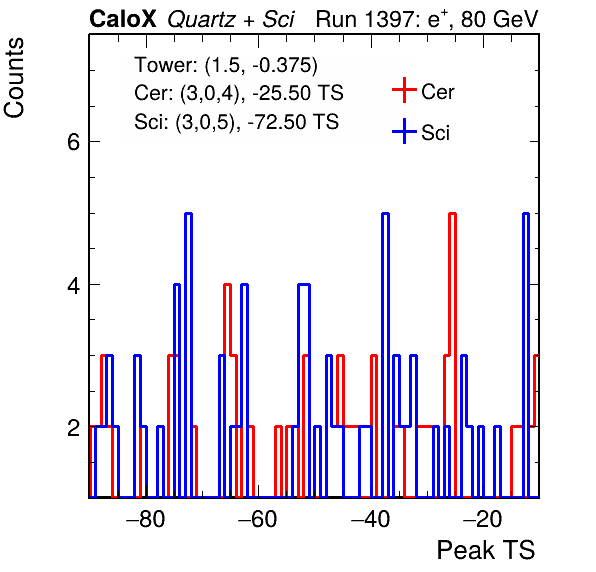 CaloX Quartz + Sci Run 1397: e+, 80 GeV
Counts
Tower: (1.5, -0.375)
Cer: (3,0,4), -25.50 TS
Sci: (3,0,5), -72.50 TS
Cer
Sci
6
4
2
−80 −60 −40 −20
Peak TS